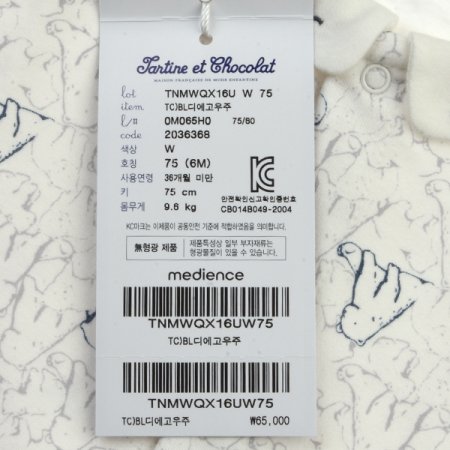 Tartine et Chocolat
MAISON FRANÇAISE DE MODE ENFANTINE
lot TNMWQX16U W 75
item TC)BL디에고우주
l/# 0M065H0 75/80
code 2036368
색상 W
호칭 75 (6M)
사용연령 36개월 미만
키 75 cm
몸무게 9.6 kg
안전확인신고확인증번호
CB014B049-2004
KC마크는 이제품이 공통안전 기준에 적합하였음을 의미함
無형광 제품 제품특성상 일부 부자재류는
형광물질이 있을 수 있습니다.
medience
TNMWQX16UW75
TC)BL디에고우주
TNMWQX16UW75
TC)BL디에고우주 ₩65,000